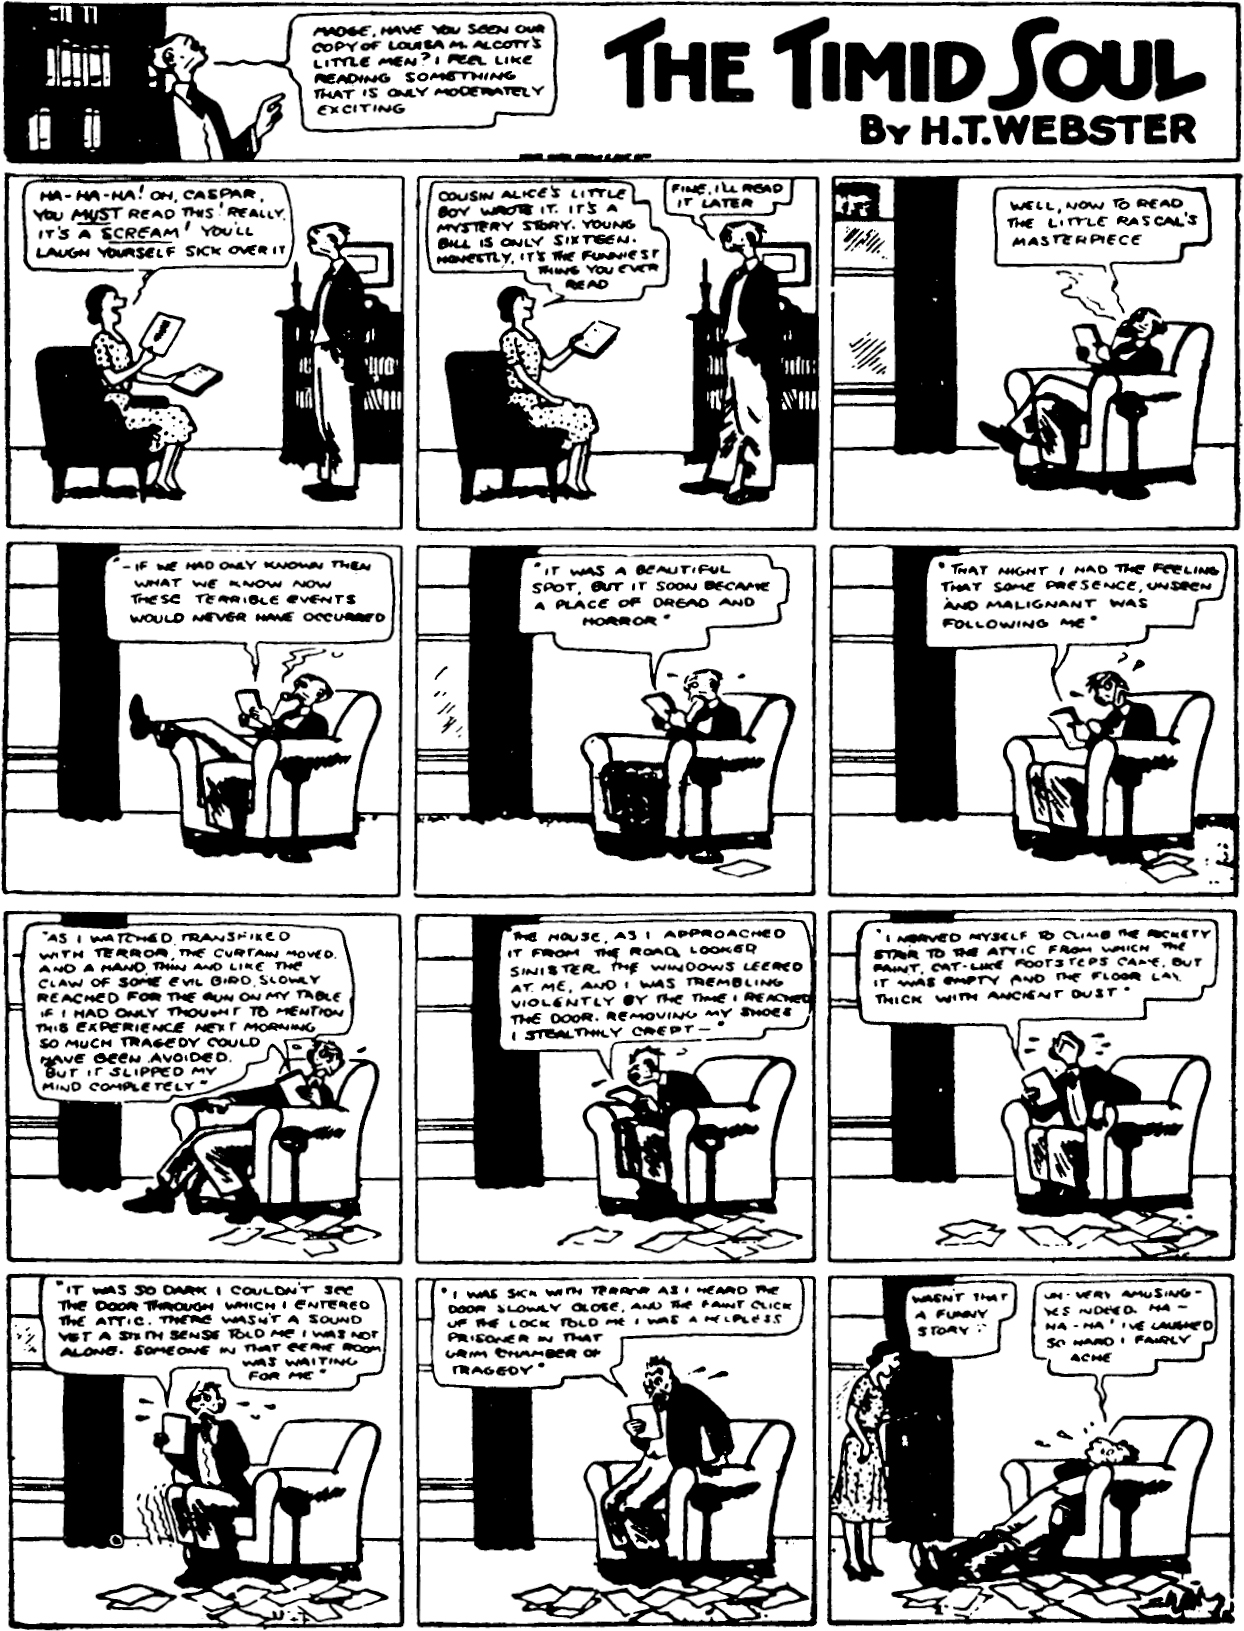 MADGE, HAVE YOU SEEN OUR
COPY OF LOUISA M. ALCOTT'S
LITTLE MEN? I FEEL LIKE
READING SOMETHING
THAT IS ONLY MODERATELY
EXCITING
THE TIMID SOUL
BY H.T. WEBSTER
HA-HA-HA! OH, CASPAR,
YOU MUST READ THIS! REALLY,
IT'S A SCREAM! YOU'LL
LAUGH YOURSELF SICK OVER IT
COUSIN ALICE'S LITTLE
BOY WROTE IT. IT'S A
MYSTERY STORY. YOUNG
BILL IS ONLY SIXTEEN.
HONESTLY, IT'S THE FUNNIEST
THING YOU EVER
READ
FINE, I'LL READ
IT LATER
WELL, NOW TO READ
THE LITTLE RASCAL'S
MASTERPIECE
"-IF WE HAD ONLY KNOWN THEN
WHAT WE KNOW NOW
THESE TERRIBLE EVENTS
WOULD NEVER HAVE OCCURRED
"IT WAS A BEAUTIFUL
SPOT, BUT IT SOON BECAME
A PLACE OF DREAD AND
HORROR"
"THAT NIGHT I HAD THE FEELING
THAT SOME PRESENCE, UNSEEN
AND MALIGNANT WAS
FOLLOWING ME"
"AS I WATCHED, TRANSFIXED
WITH TERROR, THE CURTAIN MOVED.
AND A HAND, THIN AND LIKE THE
CLAW OF SOME EVIL BIRD, SLOWLY
REACHED FOR THE GUN ON MY TABLE
IF I HAD ONLY THOUGHT TO MENTION
THIS EXPERIENCE NEXT MORNING
SO MUCH TRAGEDY COULD
HAVE BEEN AVOIDED.
BUT IT SLIPPED MY
MIND COMPLETELY"
"THE HOUSE, AS I APPROACHED
IT FROM THE ROAD, LOOKED
SINISTER. THE WINDOWS LEERED
AT ME, AND I WAS TREMBLING
VIOLENTLY BY THE TIME I REACHED
THE DOOR. REMOVING MY SHOES
I STEALTHILY CREPT—"
"I NERVED MYSELF TO CLIMB THE RICKETY
STAIR TO THE ATTIC FROM WHICH THE
FAINT, CAT-LIKE FOOTSTEPS CAME, BUT
IT WAS EMPTY AND THE FLOOR LAY
THICK WITH ANCIENT DUST"
"IT WAS SO DARK I COULDN'T SEE
THE DOOR THROUGH WHICH I ENTERED
THE ATTIC. THERE WASN'T A SOUND
YET A SIXTH SENSE TOLD ME I WAS NOT
ALONE. SOMEONE IN THAT EERIE ROOM
WAS WAITING
FOR ME"
"I WAS SICK WITH TERROR AS I HEARD THE
DOOR SLOWLY CLOSE, AND THE FAINT CLICK
OF THE LOCK TOLD ME I WAS A HELPLESS
PRISONER IN THAT
GRIM CHAMBER OF
TRAGEDY"
WASN'T THAT
A FUNNY
STORY?
UH-VERY AMUSING-
YES INDEED. HA-
HA-HA! I'VE LAUGHED
SO HARD I FAIRLY
ACHE